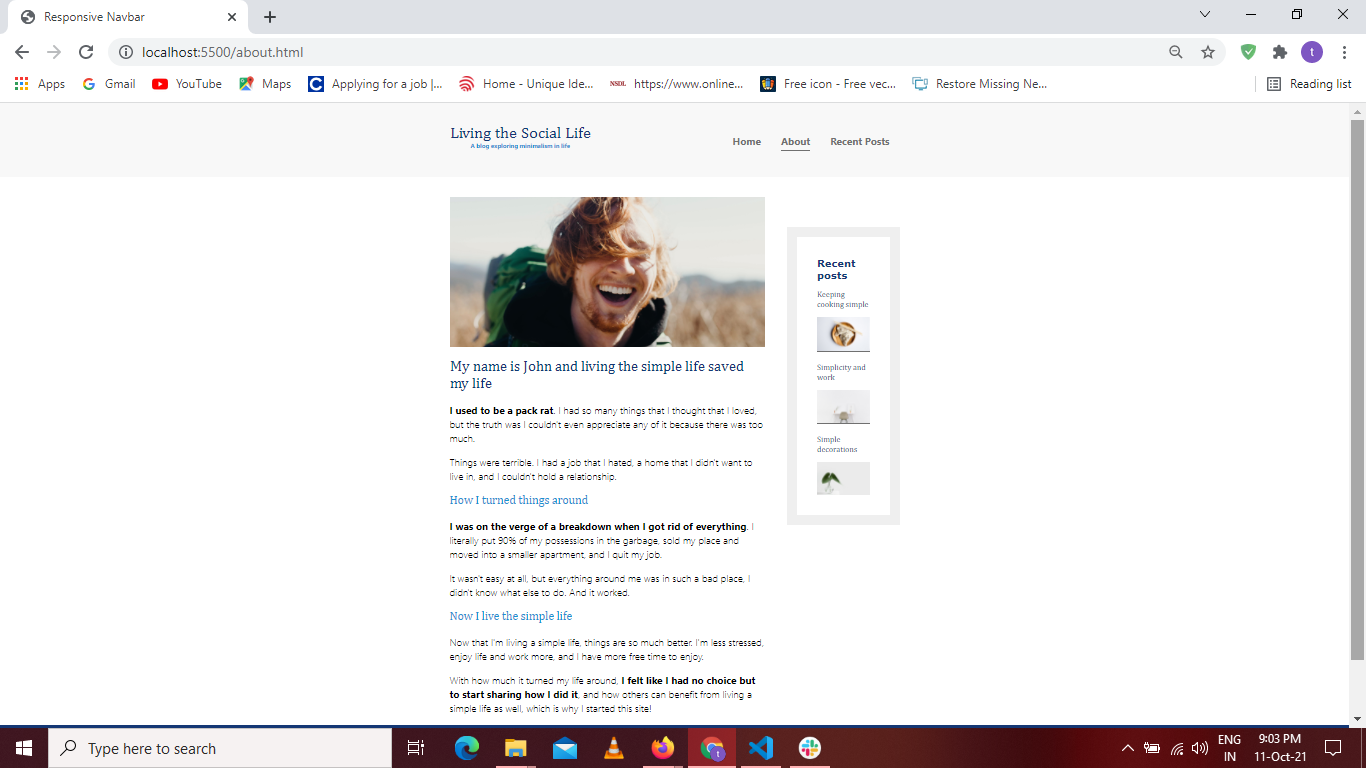 Responsive Navbar
localhost:5500/about.html
t
Apps
Gmail
YouTube
Maps
Applying for a job |...
Home - Unique Ide...
NSDL
https://www.online...
Free icon - Free vec...
Restore Missing Ne...
Reading list
Living the Social Life
A blog exploring minimalism in life
Home
About
Recent Posts
My name is John and living the simple life saved
my life
I used to be a pack rat. I had so many things that I thought that I loved,
but the truth was I couldn't even appreciate any of it because there was too
much.
Things were terrible. I had a job that I hated, a home that I didn't want to
live in, and I couldn't hold a relationship.
How I turned things around
I was on the verge of a breakdown when I got rid of everything. I
literally put 90% of my possessions in the garbage, sold my place and
moved into a smaller apartment, and I quit my job.
It wasn't easy at all, but everything around me was in such a bad place, I
didn't know what else to do. And it worked.
Now I live the simple life
Now that I'm living a simple life, things are so much better. I'm less stressed,
enjoy life and work more, and I have more free time to enjoy.
With how much it turned my life around, I felt like I had no choice but
to start sharing how I did it, and how others can benefit from living a
simple life as well, which is why I started this site!
Recent
posts
Keeping
cooking simple
Simplicity and
work
Simple
decorations
Type here to search
t
ENG
IN
9:03 PM
11-Oct-21